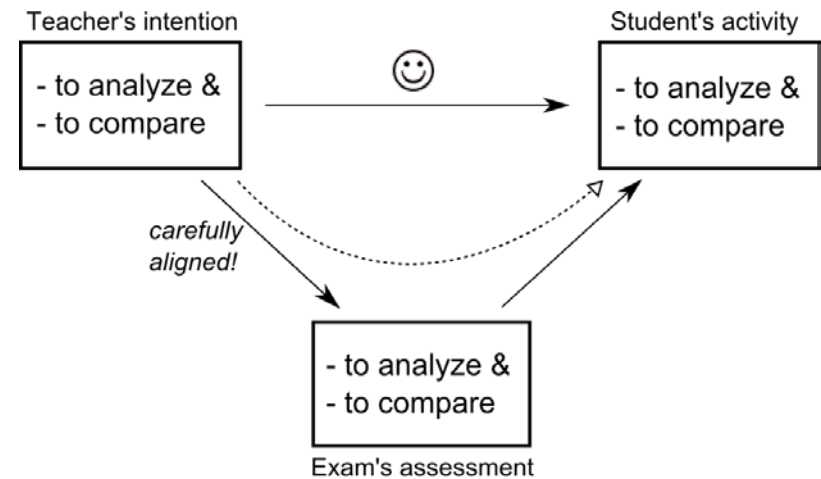 Teacher's intention
- to analyze &
- to compare
Student's activity
- to analyze &
- to compare
carefully
aligned!
- to analyze &
- to compare
Exam's assessment